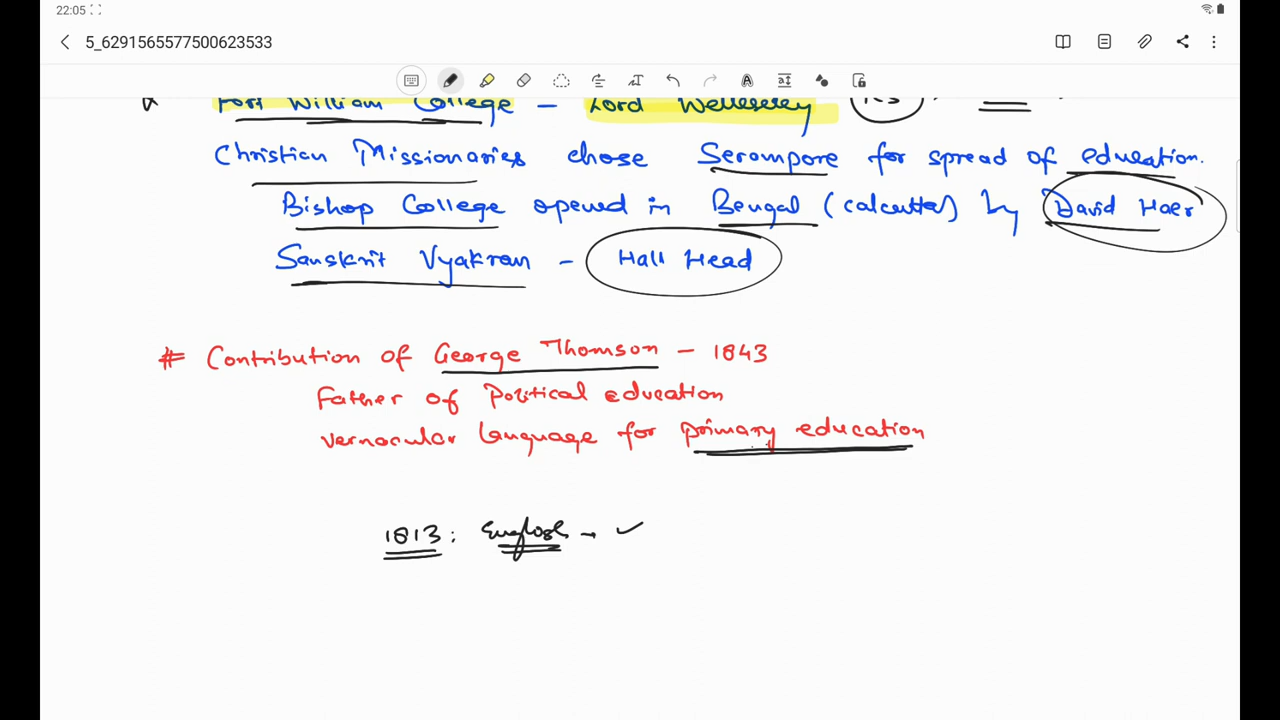 22:05
5_6291565577500623533
Fort William College - Lord Welleseley
Christian Missionaries chose Serompore for spread of education.
Bishop College opened in Bengal (calcutta) by David Haer
Sanskrit Vyakran - Hall Head
# Contribution of George Thomson - 1843
Father of Political education
vernacular language for primary education
1813: English → ✓